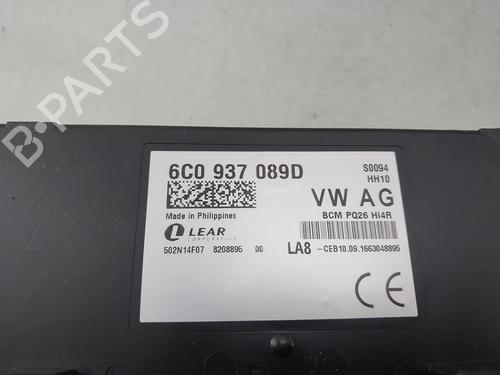 6C0 937 089D
S0094
HH10
VW AG
BCM PQ26 Hi4R
Made in Philippines
LEAR
CORPORATION
502N14F07 8208895 00
LA8 -CEB10.09.1663048895
CE
B-PARTS